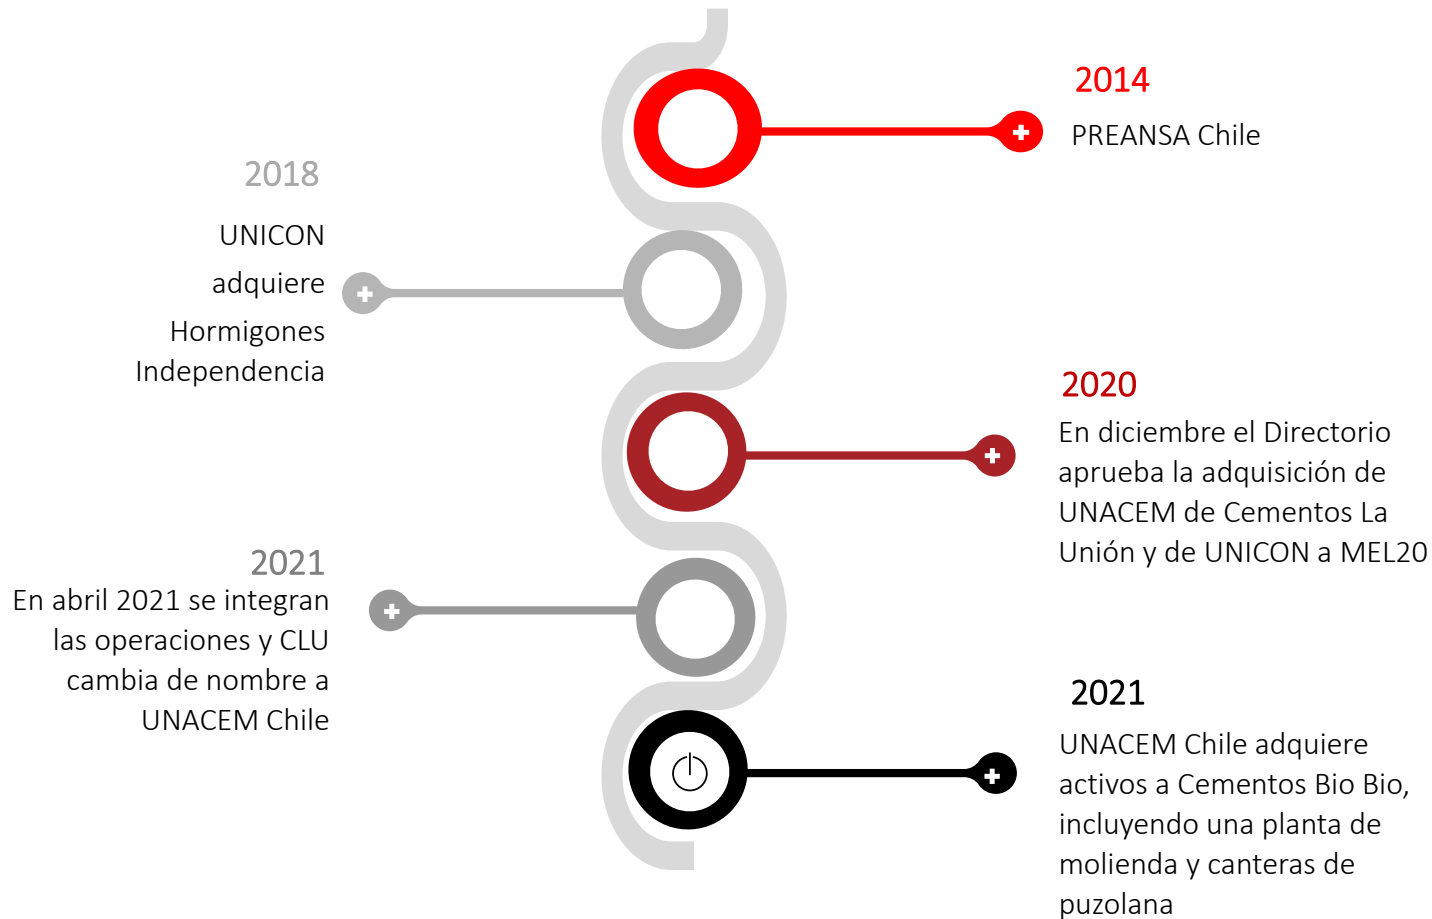 2014
PREANSA Chile
2018
UNICON
adquiere
Hormigones
Independencia
2020
En diciembre el Directorio
aprueba la adquisición de
UNACEM de Cementos La
Unión y de UNICON a MEL20
2021
En abril 2021 se integran
las operaciones y CLU
cambia de nombre a
UNACEM Chile
2021
UNACEM Chile adquiere
activos a Cementos Bio Bio,
incluyendo una planta de
molienda y canteras de
puzolana